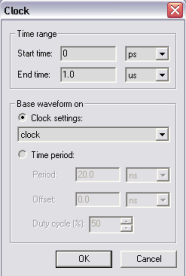 Clock
Time range
Start time: 0 ps
End time: 1.0 us
Base waveform on
Clock settings:
clock
Time period:
Period: 20.0 ns
Offset: 0.0 ns
Duty cycle (%): 50
OK Cancel